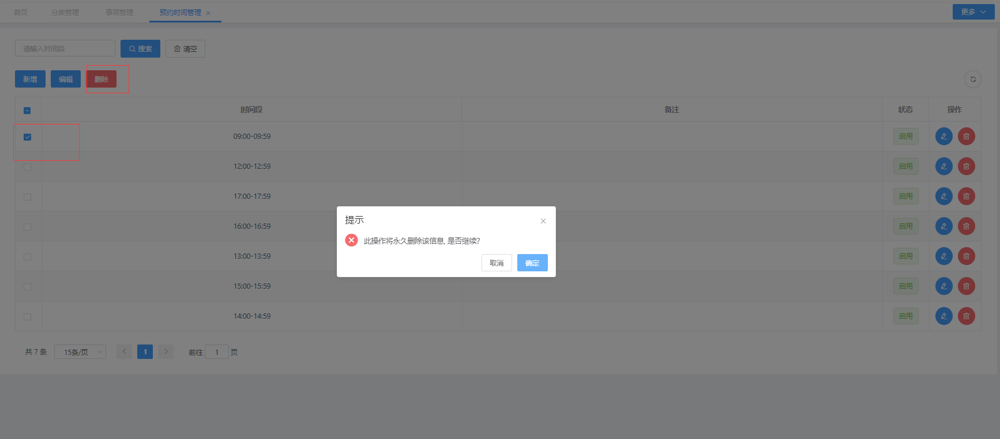 首页 分类管理 事项管理 预约时间管理 更多
请输入时间段 搜索 清空
新增 编辑 删除
时间段 备注 状态 操作
09:00-09:59 启用
12:00-12:59 启用
17:00-17:59 启用
16:00-16:59 启用
13:00-13:59 启用
15:00-15:59 启用
14:00-14:59 启用
提示
此操作将永久删除该信息, 是否继续?
取消 确定
共 7 条 15条/页 1 前往 1 页